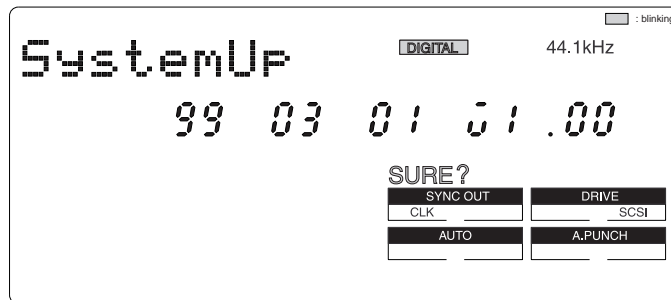 : blinking
SystemUp DIGITAL 44.1kHz
99 03 01 01 .00
SURE?
SYNC OUT DRIVE
CLK SCSI
AUTO A.PUNCH